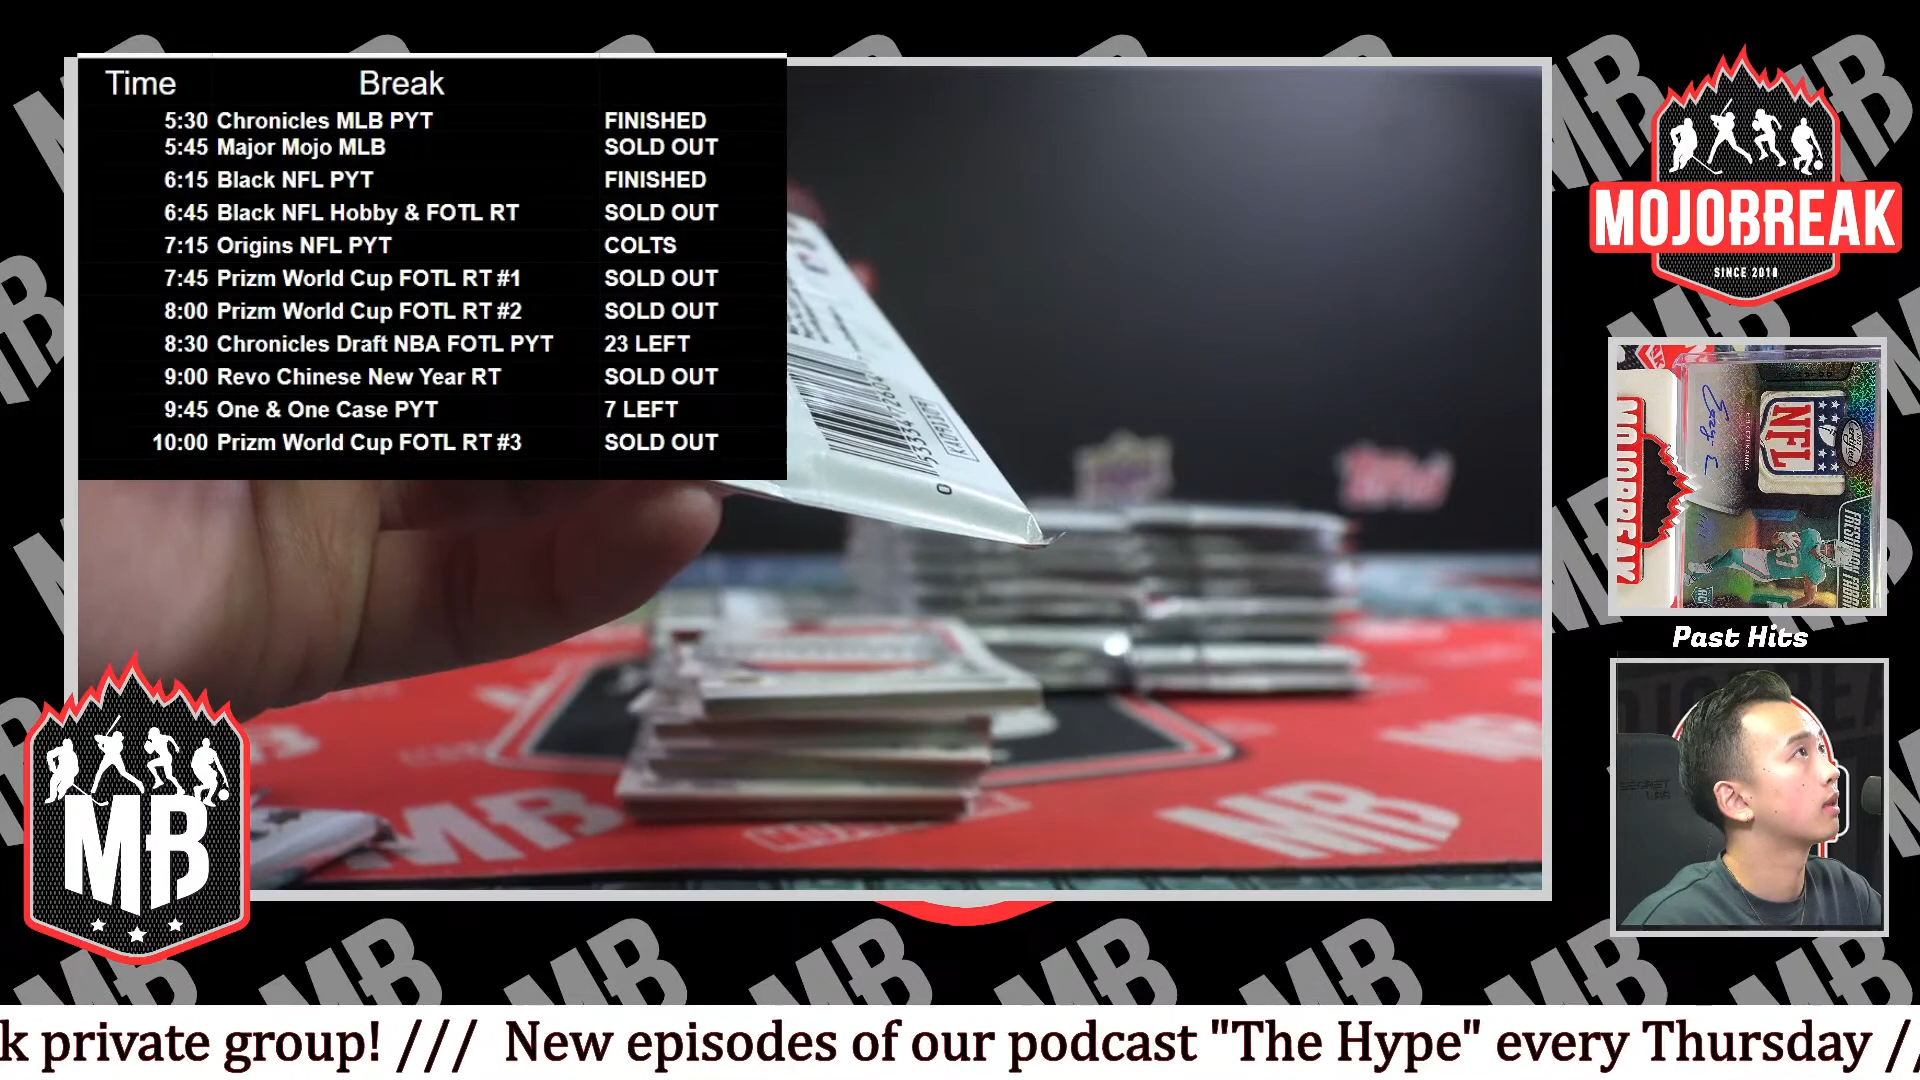 Time Break
5:30 Chronicles MLB PYT FINISHED
5:45 Major Mojo MLB SOLD OUT
6:15 Black NFL PYT FINISHED
6:45 Black NFL Hobby & FOTL RT SOLD OUT
7:15 Origins NFL PYT COLTS
7:45 Prizm World Cup FOTL RT #1 SOLD OUT
8:00 Prizm World Cup FOTL RT #2 SOLD OUT
8:30 Chronicles Draft NBA FOTL PYT 23 LEFT
9:00 Revo Chinese New Year RT SOLD OUT
9:45 One & One Case PYT 7 LEFT
10:00 Prizm World Cup FOTL RT #3 SOLD OUT
MOJOBREAK
SINCE 2010
NFL
MOJOBREAK
Past Hits
MB
MB
MB
k private group! /// New episodes of our podcast "The Hype" every Thursday //